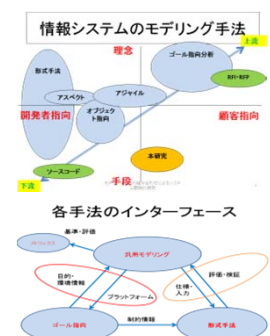 情報システムのモデリング手法
上流
理念
ゴール指向分析
形式手法
RFI・RFP
アジャイル
アスペクト
オブジェクト指向
開発者指向
顧客指向
本研究
ソースコード
下流
手段
各手法のインターフェース
基準・評価
汎用モデリング
目的・
環境情報
評価・検証
仕様・
入力
プラットフォーム
ゴール指向
制約情報
形式手法